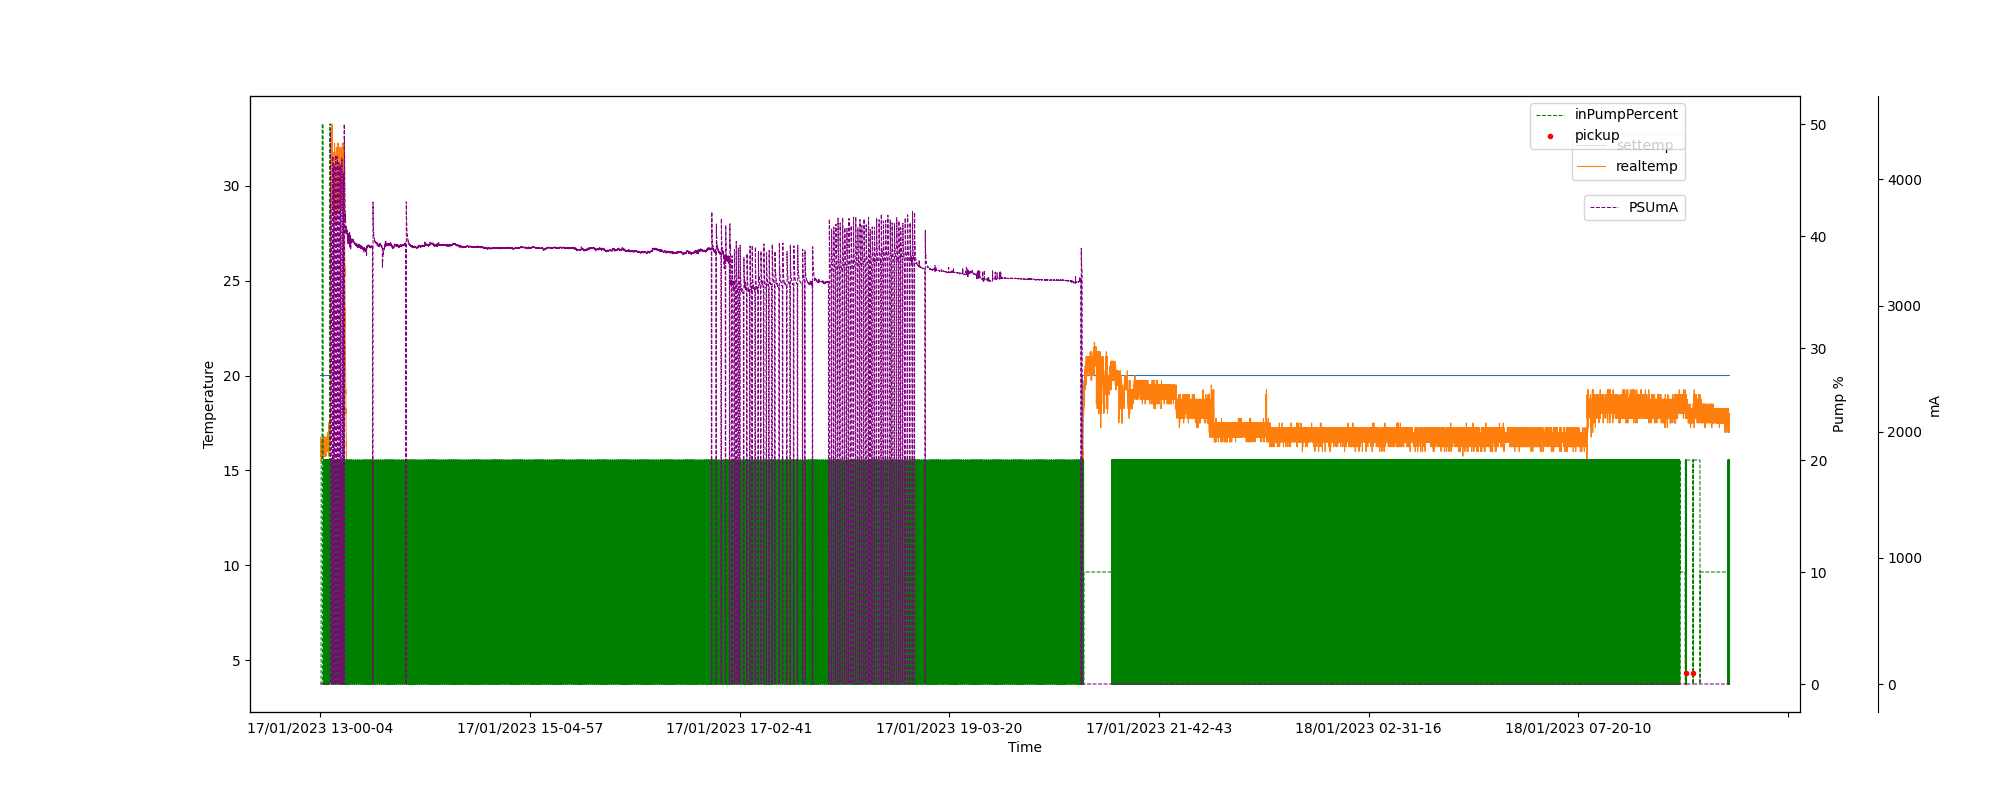 inPumpPercent
pickup
settemp
realtemp
PSUmA
Temperature
30
25
20
15
10
5
50
40
30
20
10
0
Pump %
4000
3000
2000
1000
0
mA
17/01/2023 13-00-04
17/01/2023 15-04-57
17/01/2023 17-02-41
17/01/2023 19-03-20
17/01/2023 21-42-43
18/01/2023 02-31-16
18/01/2023 07-20-10
Time